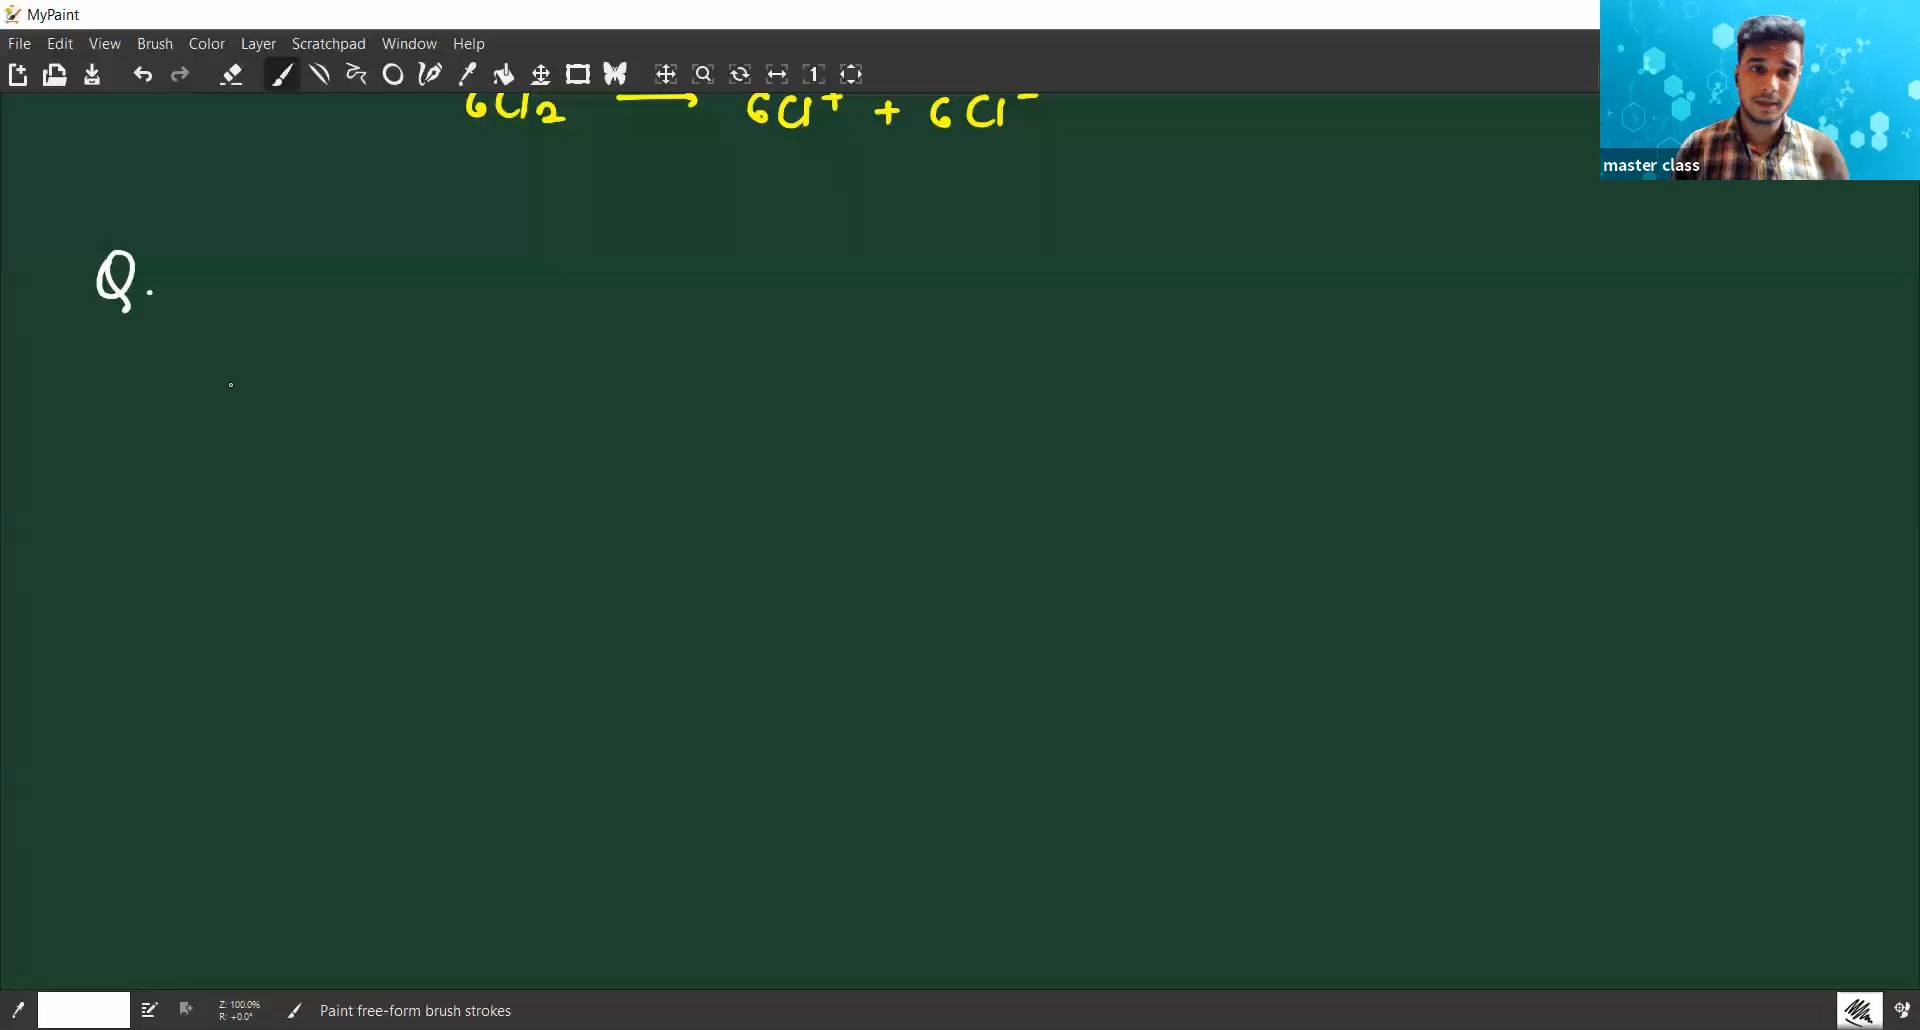 MyPaint
File Edit View Brush Color Layer Scratchpad Window Help
1
6Cl2 ⟶ 6Cl⁺ + 6Cl⁻
master class
Q.
Z: 100.0%
R: +0.0°
Paint free-form brush strokes